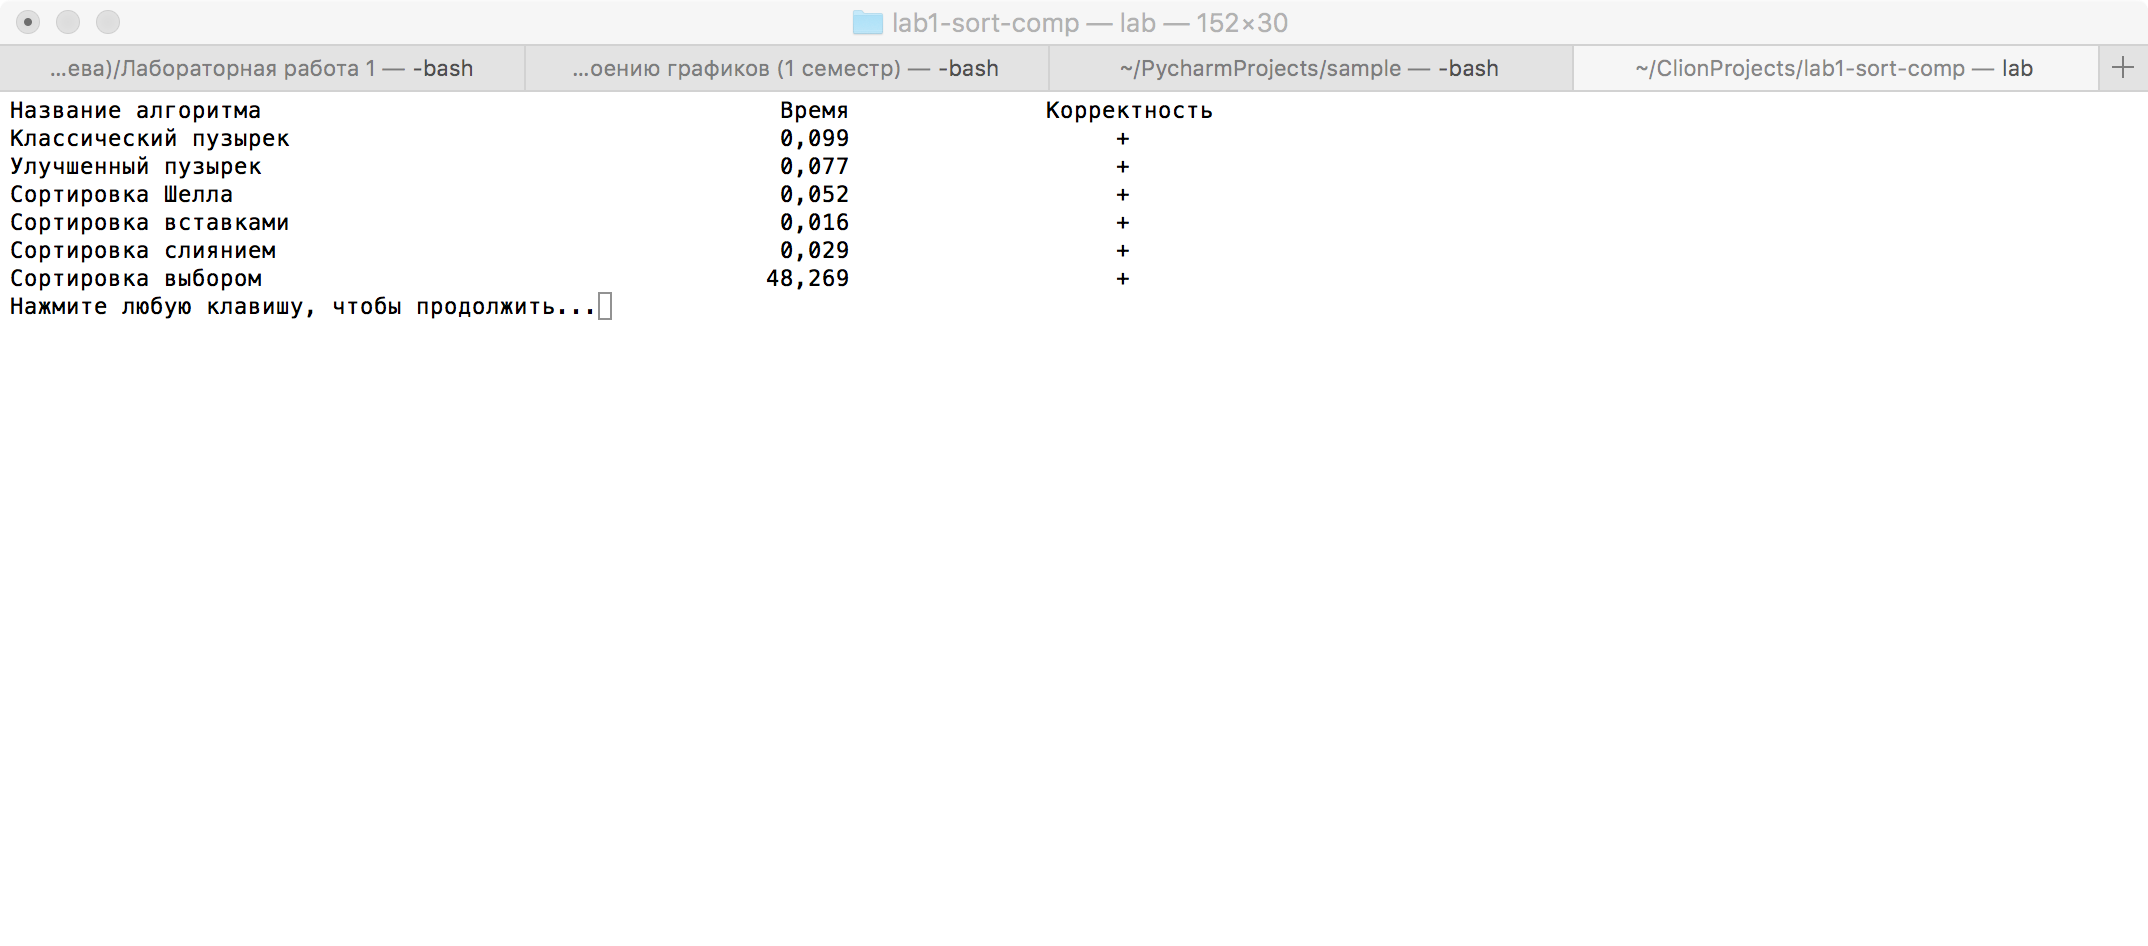 lab1-sort-comp — lab — 152×30
...ева)/Лабораторная работа 1 — -bash
...оению графиков (1 семестр) — -bash
~/PycharmProjects/sample — -bash
~/ClionProjects/lab1-sort-comp — lab
Название алгоритма Время Корректность
Классический пузырек 0,099 +
Улучшенный пузырек 0,077 +
Сортировка Шелла 0,052 +
Сортировка вставками 0,016 +
Сортировка слиянием 0,029 +
Сортировка выбором 48,269 +
Нажмите любую клавишу, чтобы продолжить...